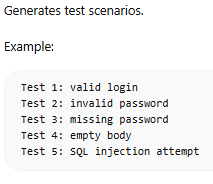 Generates test scenarios.
Example:
Test 1: valid login
Test 2: invalid password
Test 3: missing password
Test 4: empty body
Test 5: SQL injection attempt